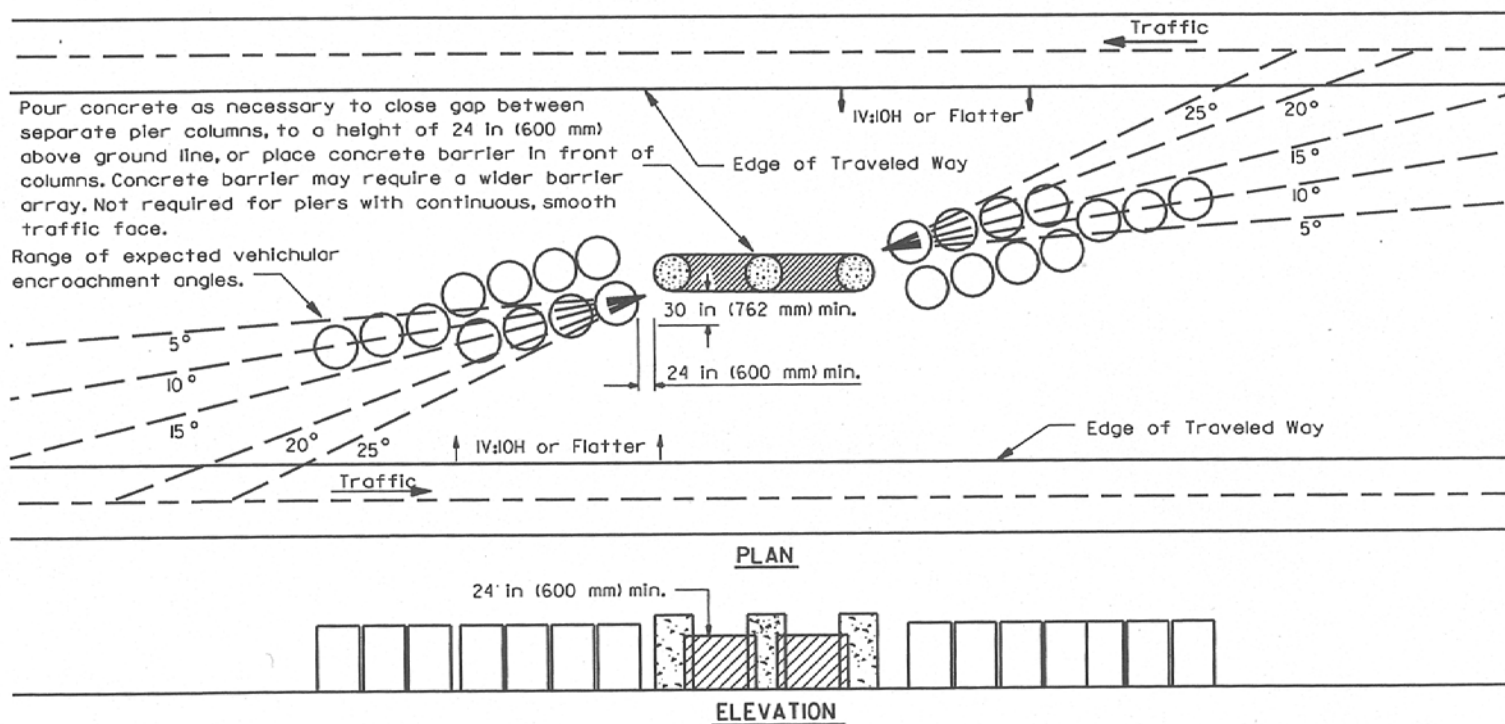 Traffic
Pour concrete as necessary to close gap between
separate pier columns, to a height of 24 in (600 mm)
above ground line, or place concrete barrier in front of
columns. Concrete barrier may require a wider barrier
array. Not required for piers with continuous, smooth
traffic face.
1V:10H or Flatter
Edge of Traveled Way
25°
20°
15°
10°
5°
Range of expected vehichular
encroachment angles.
30 in (762 mm) min.
24 in (600 mm) min.
5°
10°
15°
20°
25°
1V:10H or Flatter
Edge of Traveled Way
Traffic
PLAN
24 in (600 mm) min.
ELEVATION